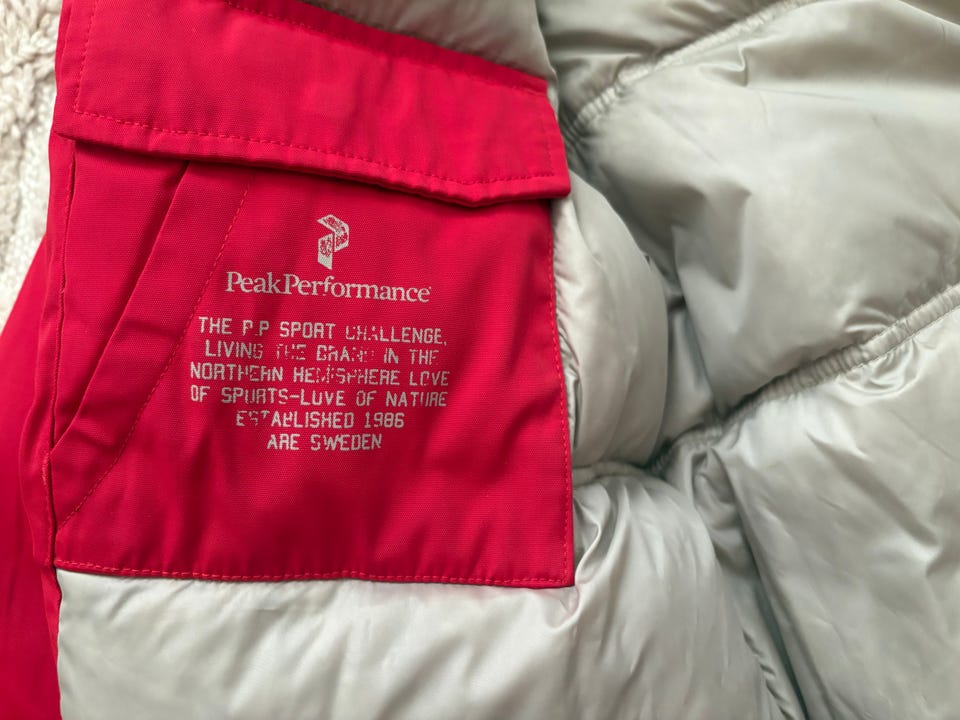 PeakPerformance
THE P.P SPORT CHALLENGE,
LIVING THE GRAND IN THE
NORTHERN HEMISPHERE LOVE
OF SPORTS-LOVE OF NATURE
ESTABLISHED 1986
ARE SWEDEN